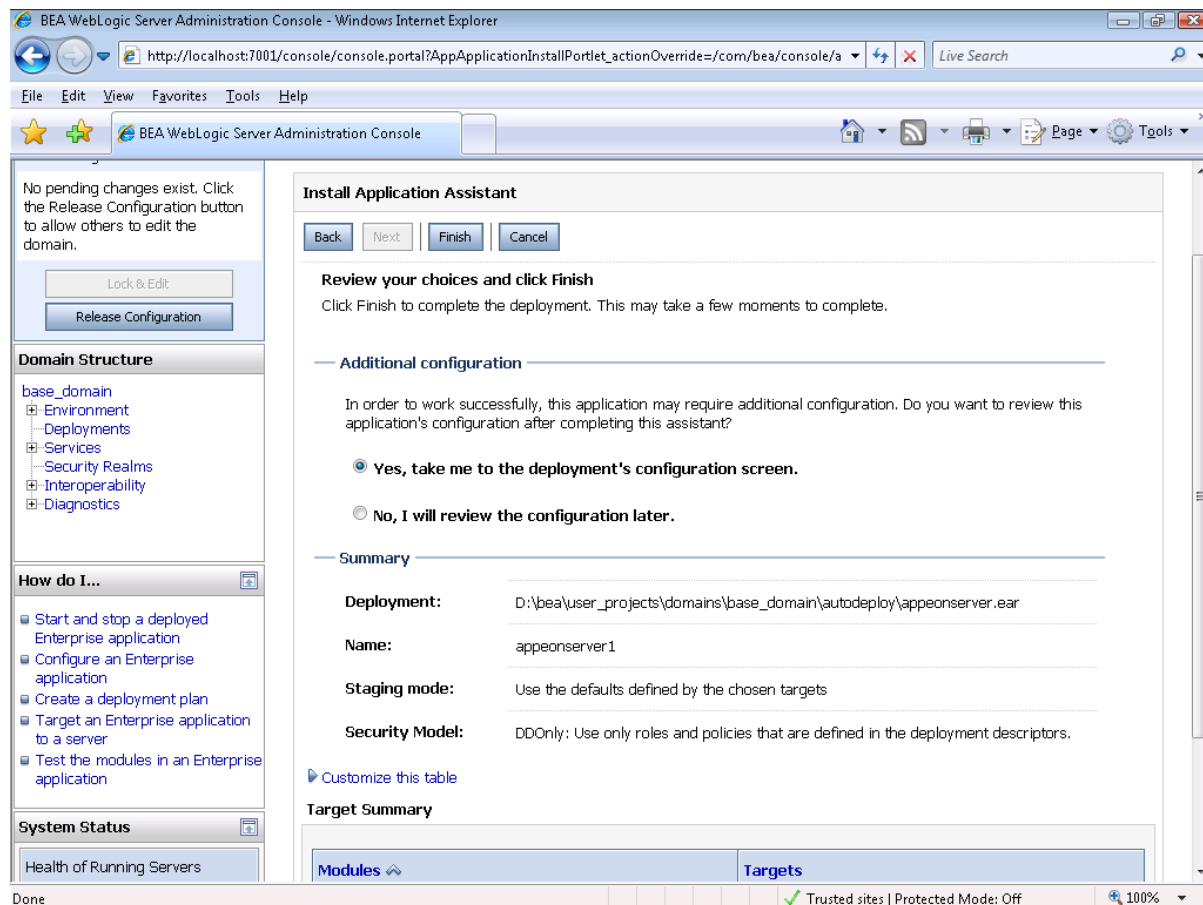 BEA WebLogic Server Administration Console - Windows Internet Explorer
http://localhost:7001/console/console.portal?AppApplicationInstallPortlet_actionOverride=/com/bea/console/a
Live Search
File Edit View Favorites Tools Help
BEA WebLogic Server Administration Console
Page Tools
No pending changes exist. Click
the Release Configuration button
to allow others to edit the
domain.
Lock & Edit
Release Configuration
Domain Structure
base_domain
Environment
Deployments
Services
Security Realms
Interoperability
Diagnostics
How do I...
Start and stop a deployed
Enterprise application
Configure an Enterprise
application
Create a deployment plan
Target an Enterprise application
to a server
Test the modules in an Enterprise
application
System Status
Health of Running Servers
Install Application Assistant
Back Next Finish Cancel
Review your choices and click Finish
Click Finish to complete the deployment. This may take a few moments to complete.
Additional configuration
In order to work successfully, this application may require additional configuration. Do you want to review this
application's configuration after completing this assistant?
Yes, take me to the deployment's configuration screen.
No, I will review the configuration later.
Summary
Deployment: D:\bea\user_projects\domains\base_domain\autodeploy\appeonserver.ear
Name: appeonserver1
Staging mode: Use the defaults defined by the chosen targets
Security Model: DDOnly: Use only roles and policies that are defined in the deployment descriptors.
Customize this table
Target Summary
Modules Targets
Done
Trusted sites | Protected Mode: Off
100%